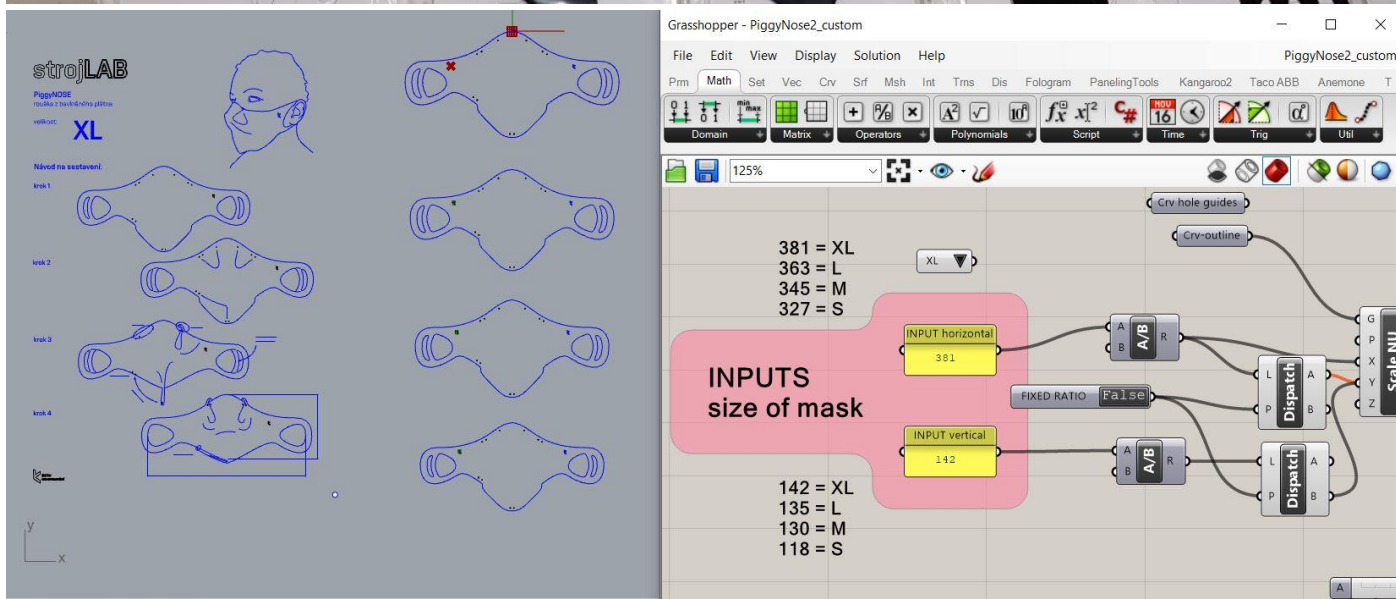 strojLAB
PiggyNOSE
rouška z bavlněného plátna
velikost:
XL
Návod na sestavení:
krok 1
krok 2
krok 3
krok 4
y
x
Grasshopper - PiggyNose2_custom
File Edit View Display Solution Help PiggyNose2_custom
Prm Math Set Vec Crv Srf Msh Int Trns Dis Fologram PanelingTools Kangaroo2 Taco ABB Anemone T
Domain Matrix Operators Polynomials Script Time Trig Util
125%
Crv hole guides
Crv-outline
381 = XL
363 = L
345 = M
327 = S
XL
INPUT horizontal
381
INPUTS
size of mask
FIXED RATIO False
INPUT vertical
142
A
B
A/B
R
A
B
A/B
R
L
P
Dispatch
A
B
L
P
Dispatch
A
B
G
P
X
Y
Z
Scale NU
142 = XL
135 = L
130 = M
118 = S
A